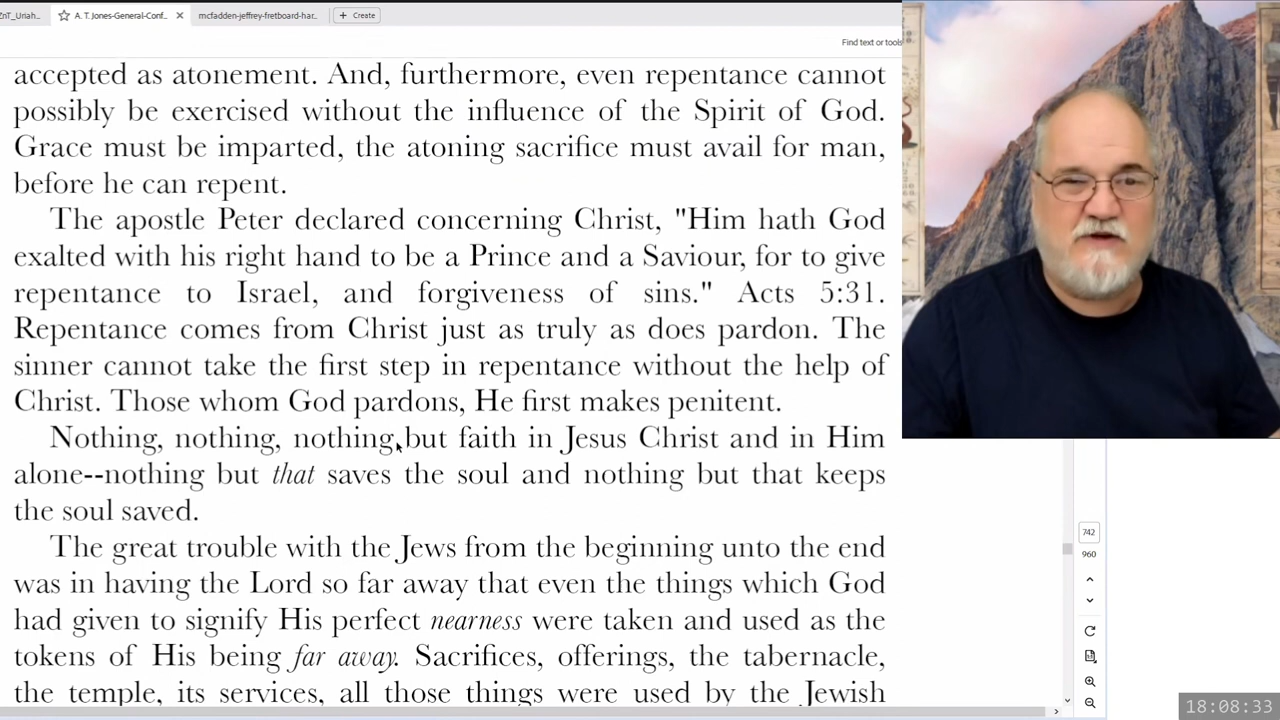 ZnT_Uriah...
A. T. Jones-General-Conf...
mcfadden-jeffrey-fretboard-har...
Create
Find text or tools
accepted as atonement. And, furthermore, even repentance cannot
possibly be exercised without the influence of the Spirit of God.
Grace must be imparted, the atoning sacrifice must avail for man,
before he can repent.
The apostle Peter declared concerning Christ, "Him hath God
exalted with his right hand to be a Prince and a Saviour, for to give
repentance to Israel, and forgiveness of sins." Acts 5:31.
Repentance comes from Christ just as truly as does pardon. The
sinner cannot take the first step in repentance without the help of
Christ. Those whom God pardons, He first makes penitent.
Nothing, nothing, nothing but faith in Jesus Christ and in Him
alone--nothing but that saves the soul and nothing but that keeps
the soul saved.
The great trouble with the Jews from the beginning unto the end
was in having the Lord so far away that even the things which God
had given to signify His perfect nearness were taken and used as the
tokens of His being far away. Sacrifices, offerings, the tabernacle,
the temple, its services, all those things were used by the Jewish
742
960
18:08:33